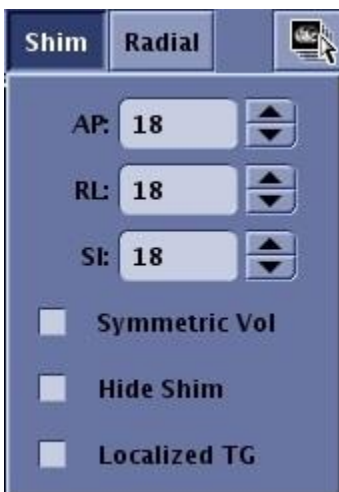 Shim Radial
AP: 18
RL: 18
SI: 18
Symmetric Vol
Hide Shim
Localized TG